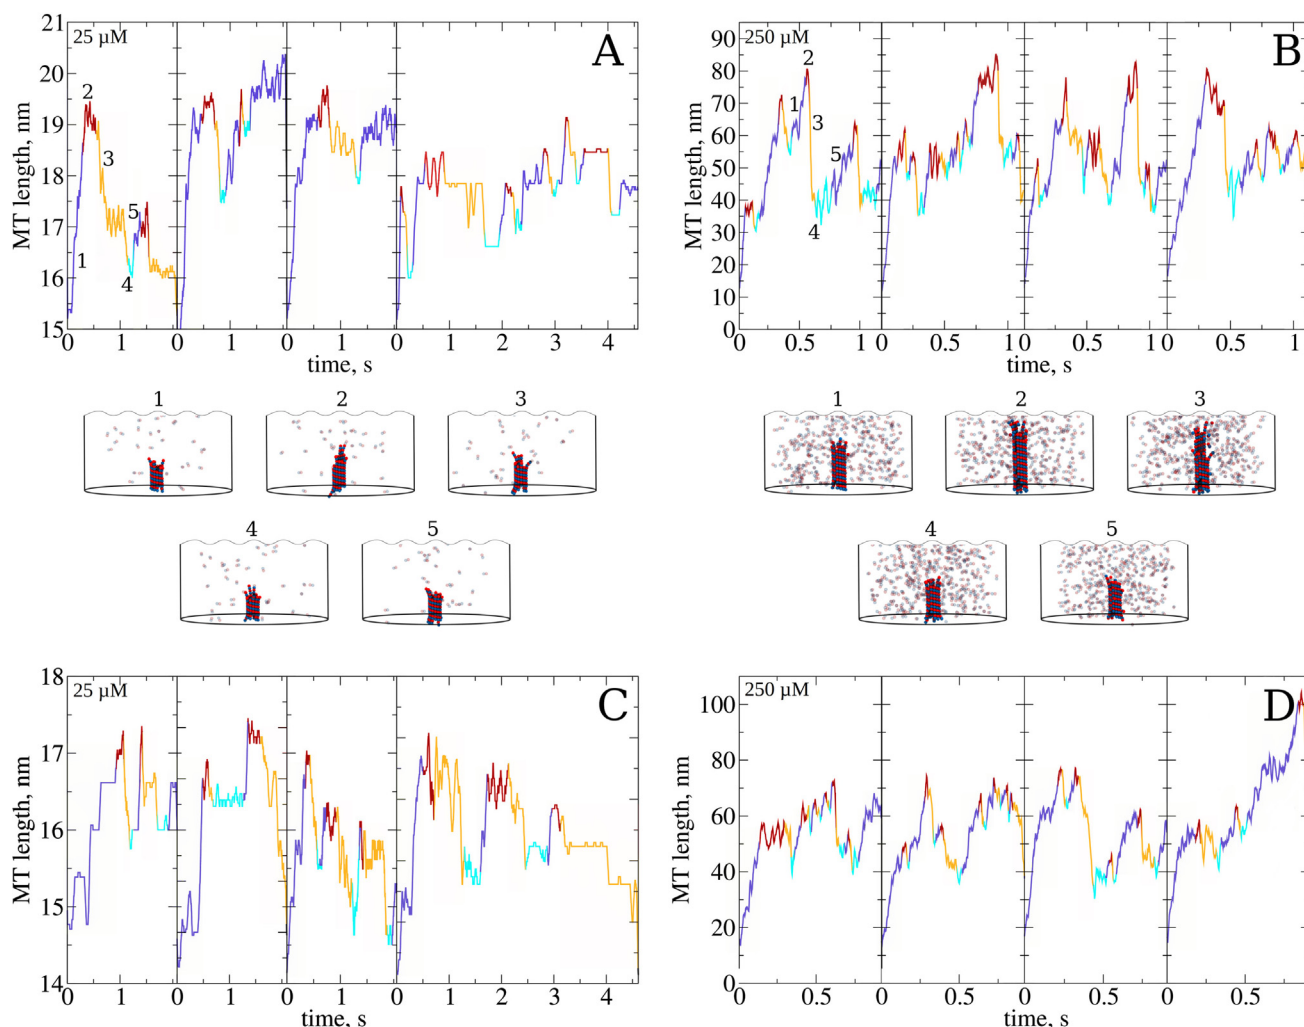 25 µM
A
MT length, nm
21
20
19
18
17
16
15
2
3
5
1
4
0 1 0 1 0 1 0 1 2 3 4
time, s
250 µM
B
MT length, nm
90
80
70
60
50
40
30
20
10
0
2
1
3
5
4
0 0.5 1 0 0.5 1 0 0.5 1 0 0.5 1
time, s
1 2 3
4 5
1 2 3
4 5
25 µM
C
MT length, nm
18
17
16
15
14
0 1 0 1 0 1 0 1 2 3 4
time, s
250 µM
D
MT length, nm
100
80
60
40
20
0
0 0.5 0 0.5 0 0.5 0 0.5
time, s